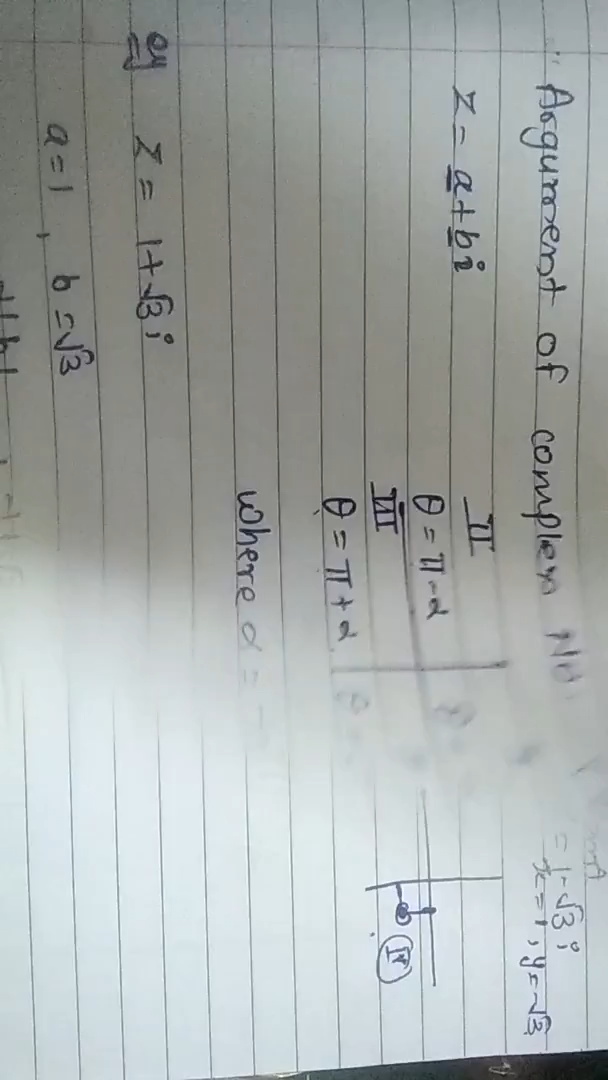 Argument of complex No.
= 1-√3 i
x=1, y=-√3
z = a+bi
II
θ = π-α
III
θ = π+α
IV
where α =
eg z = 1+√3 i
a=1, b=√3